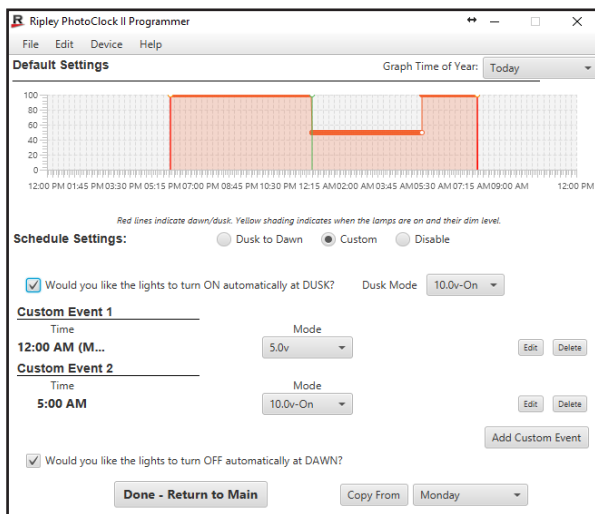 Ripley PhotoClock II Programmer
File Edit Device Help
Default Settings
Graph Time of Year: Today
100
80
60
40
20
0
12:00 PM 01:45 PM 03:30 PM 05:15 PM 07:00 PM 08:45 PM 10:30 PM 12:15 AM 02:00 AM 03:45 AM 05:30 AM 07:15 AM 09:00 AM 12:00 PM
Red lines indicate dawn/dusk. Yellow shading indicates when the lamps are on and their dim level.
Schedule Settings: Dusk to Dawn Custom Disable
Would you like the lights to turn ON automatically at DUSK? Dusk Mode 10.0v-On
Custom Event 1
Time Mode
12:00 AM (M... 5.0v Edit Delete
Custom Event 2
Time Mode
5:00 AM 10.0v-On Edit Delete
Add Custom Event
Would you like the lights to turn OFF automatically at DAWN?
Done - Return to Main Copy From Monday